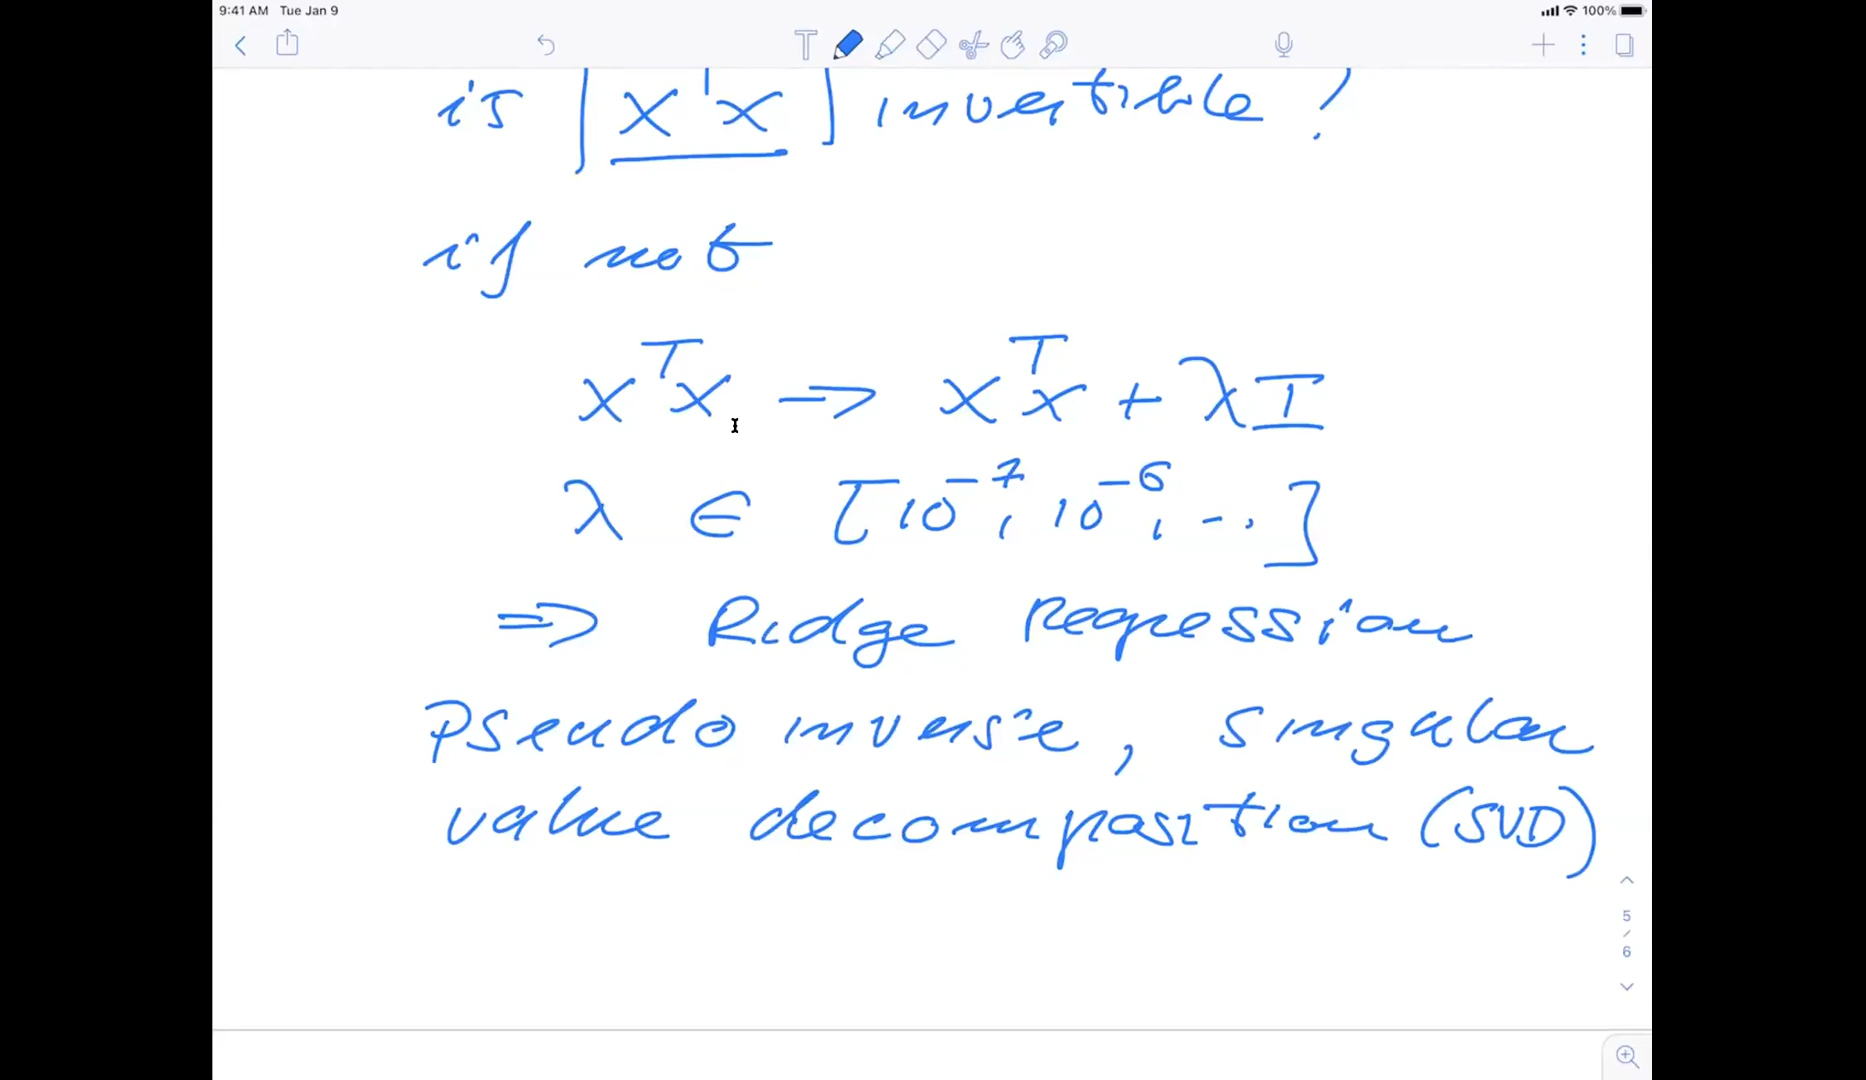 9:41 AM Tue Jan 9 100%
is [XᵀX] invertible?
if not
XᵀX ⇒ XᵀX + λI
λ ∈ [10⁻⁷, 10⁻⁶, ...]
⇒ Ridge Regression
Pseudo inverse, singular
value decomposition (SVD)
5
/
6